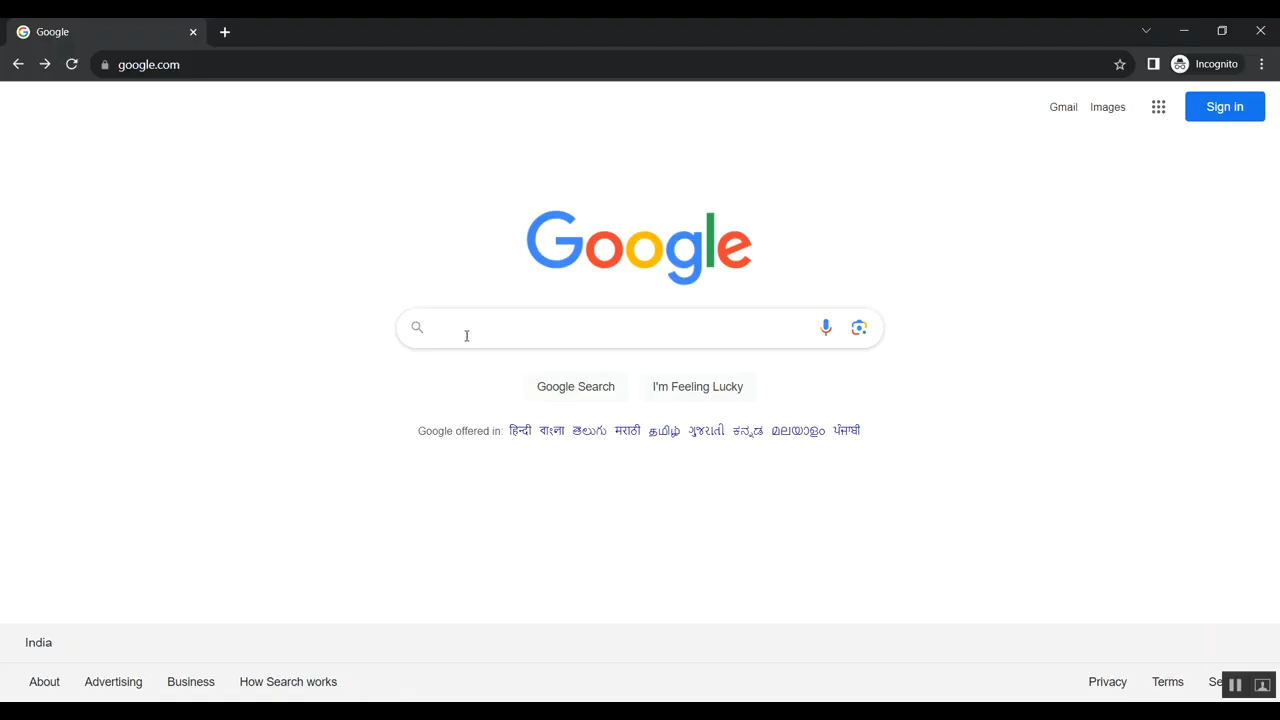 Google
google.com
Incognito
Gmail Images Sign in
Google
Google Search I'm Feeling Lucky
Google offered in: हिन्दी বাংলা తెలుగు मराठी தமிழ் ગુજરાતી ಕನ್ನಡ മലയാളം ਪੰਜਾਬੀ
India
About Advertising Business How Search works Privacy Terms